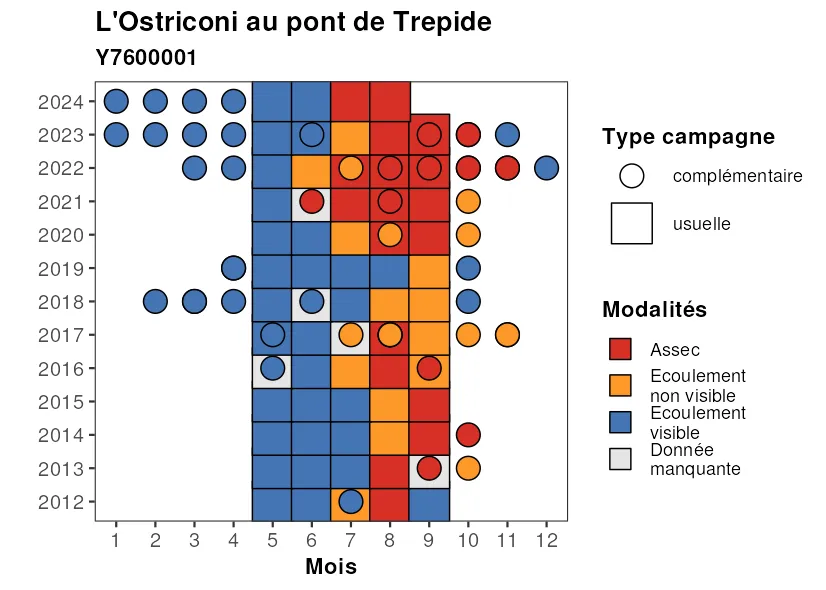 L'Ostriconi au pont de Trepide
Y7600001
2024
2023
2022
2021
2020
2019
2018
2017
2016
2015
2014
2013
2012
1 2 3 4 5 6 7 8 9 10 11 12
Mois
Type campagne
complémentaire
usuelle
Modalités
Assec
Ecoulement
non visible
Ecoulement
visible
Donnée
manquante